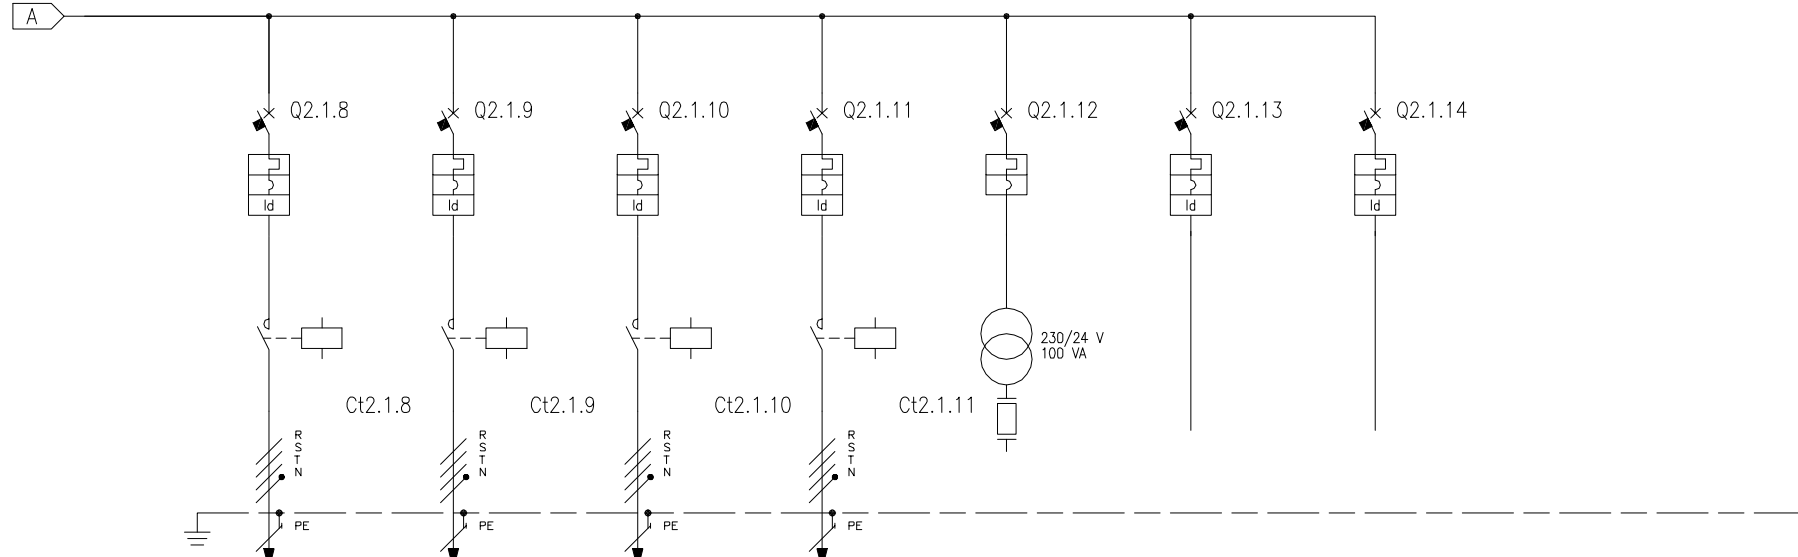 A
Q2.1.8
Q2.1.9
Q2.1.10
Q2.1.11
Q2.1.12
Q2.1.13
Q2.1.14
Id
Id
Id
Id
Id
Id
230/24 V
100 VA
Ct2.1.8
Ct2.1.9
Ct2.1.10
Ct2.1.11
R
S
T
N
R
S
T
N
R
S
T
N
R
S
T
N
PE
PE
PE
PE